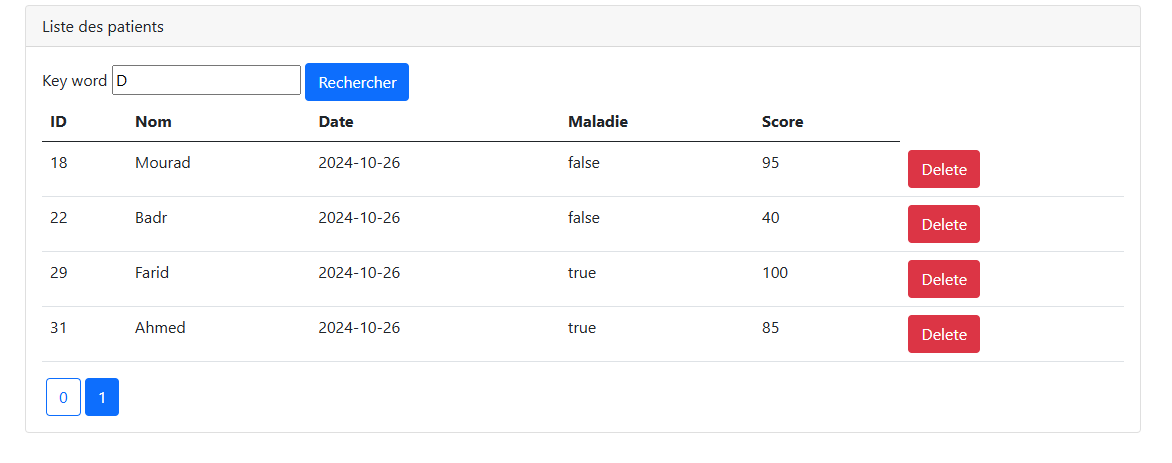 Liste des patients
Key word D Rechercher
ID Nom Date Maladie Score
18 Mourad 2024-10-26 false 95 Delete
22 Badr 2024-10-26 false 40 Delete
29 Farid 2024-10-26 true 100 Delete
31 Ahmed 2024-10-26 true 85 Delete
0 1